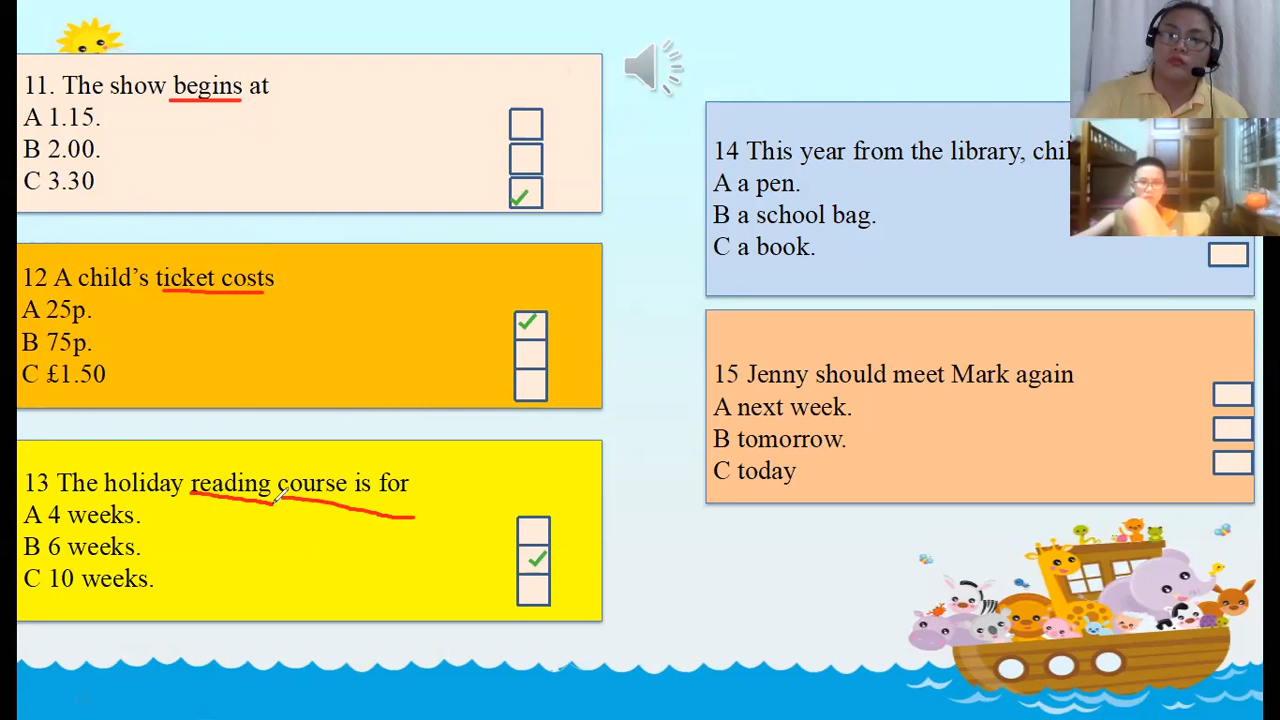 11. The show begins at
A 1.15.
B 2.00.
C 3.30
12 A child's ticket costs
A 25p.
B 75p.
C £1.50
13 The holiday reading course is for
A 4 weeks.
B 6 weeks.
C 10 weeks.
14 This year from the library,
A a pen.
B a school bag.
C a book.
15 Jenny should meet Mark again
A next week.
B tomorrow.
C today